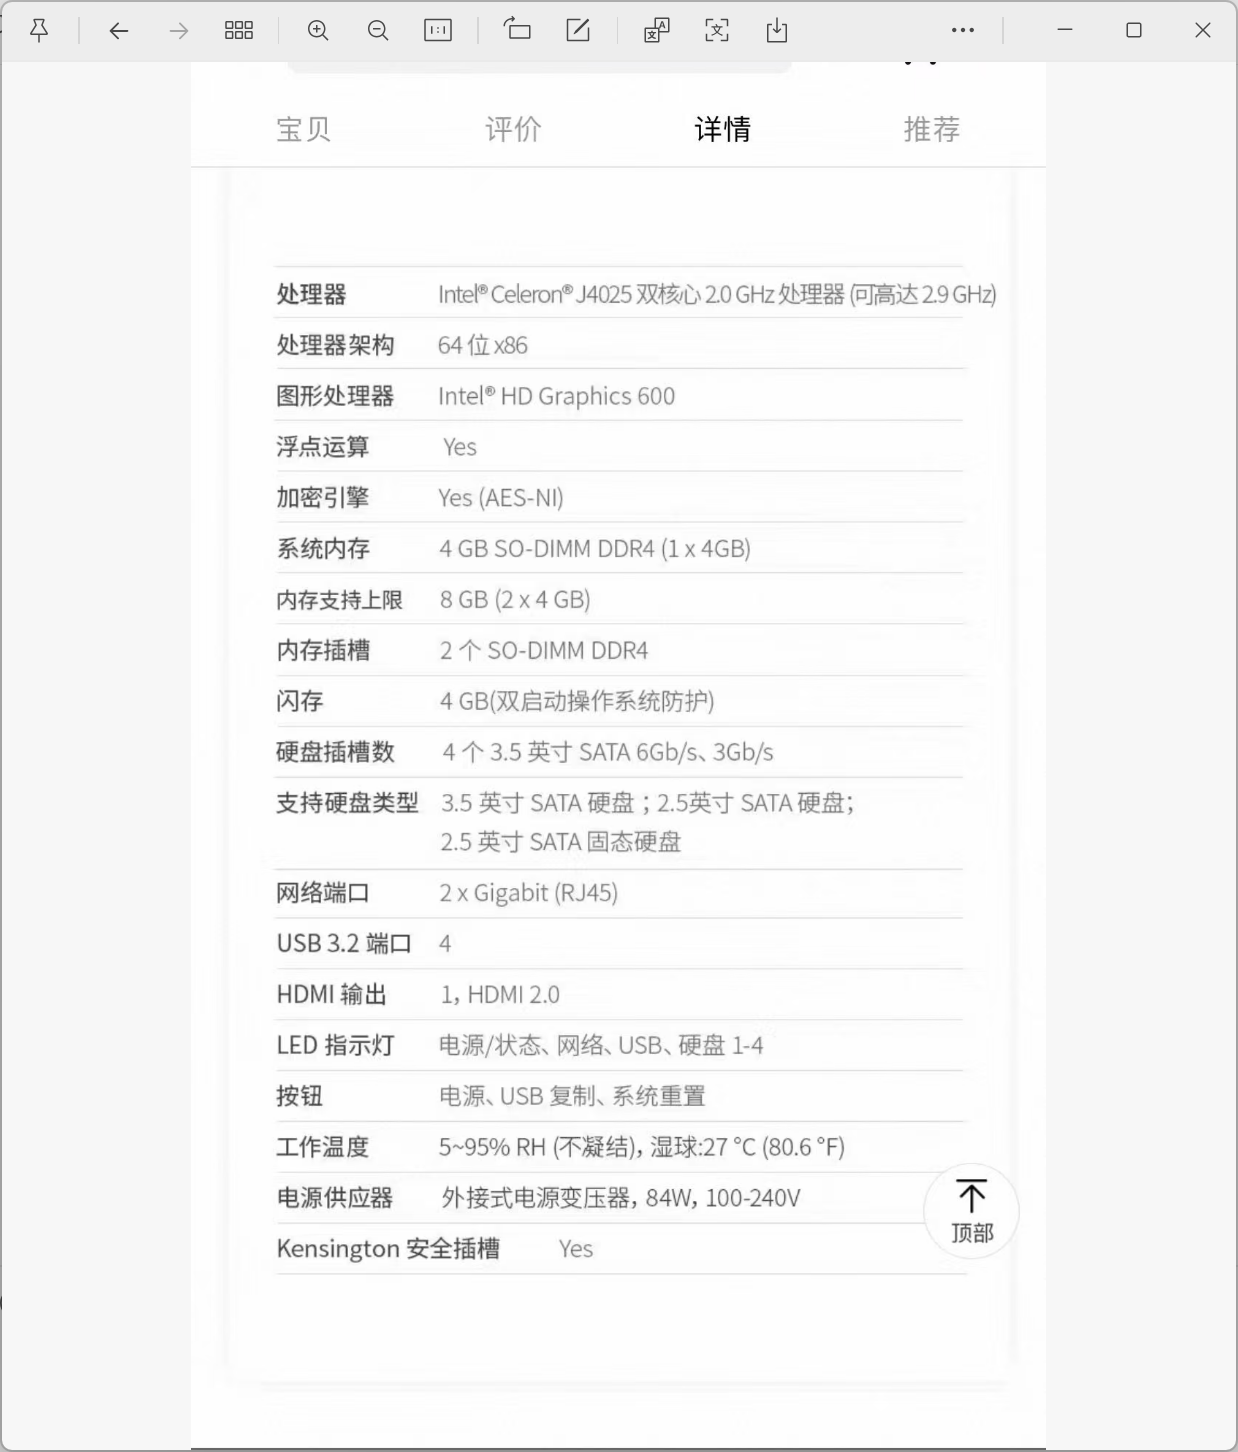 1:1
宝贝 评价 详情 推荐
处理器 Intel® Celeron® J4025 双核心 2.0 GHz 处理器 (可高达 2.9 GHz)
处理器架构 64 位 x86
图形处理器 Intel® HD Graphics 600
浮点运算 Yes
加密引擎 Yes (AES-NI)
系统内存 4 GB SO-DIMM DDR4 (1 x 4GB)
内存支持上限 8 GB (2 x 4 GB)
内存插槽 2 个 SO-DIMM DDR4
闪存 4 GB(双启动操作系统防护)
硬盘插槽数 4 个 3.5 英寸 SATA 6Gb/s、3Gb/s
支持硬盘类型 3.5 英寸 SATA 硬盘；2.5英寸 SATA 硬盘；
2.5 英寸 SATA 固态硬盘
网络端口 2 x Gigabit (RJ45)
USB 3.2 端口 4
HDMI 输出 1，HDMI 2.0
LED 指示灯 电源/状态、网络、USB、硬盘 1-4
按钮 电源、USB 复制、系统重置
工作温度 5~95% RH (不凝结)，湿球:27 °C (80.6 °F)
电源供应器 外接式电源变压器，84W，100-240V
Kensington 安全插槽 Yes
顶部